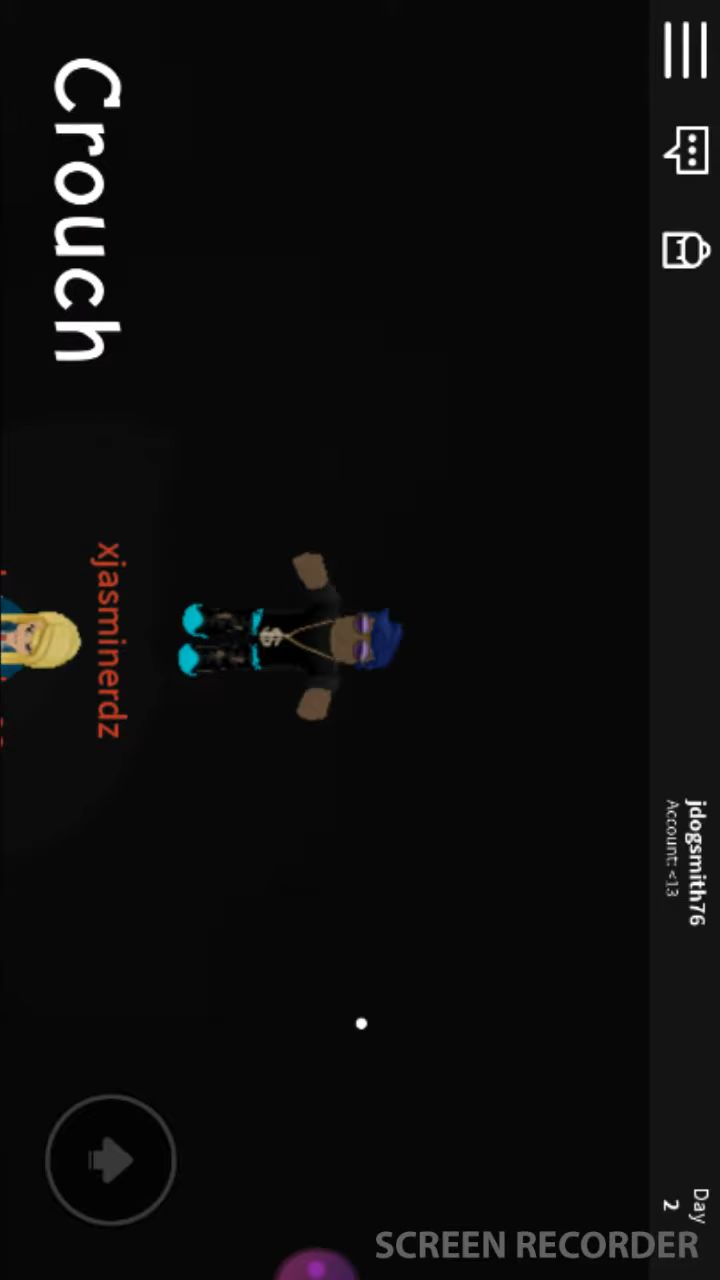 jdogsmith76
Account: <13
Day
2
Crouch
xjasminerdz
SCREEN RECORDER